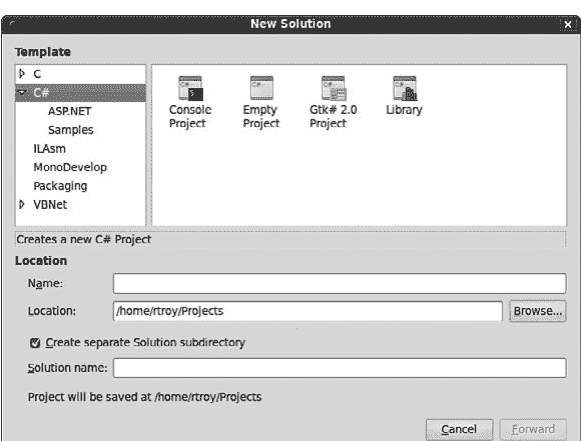 New Solution
Template
C
C#
ASP.NET
Samples
ILAsm
MonoDevelop
Packaging
VBNet
Console Project
Empty Project
Gtk# 2.0 Project
Library
Creates a new C# Project
Location
Name:
Location: /home/rtroy/Projects Browse...
Create separate Solution subdirectory
Solution name:
Project will be saved at /home/rtroy/Projects
Cancel Forward